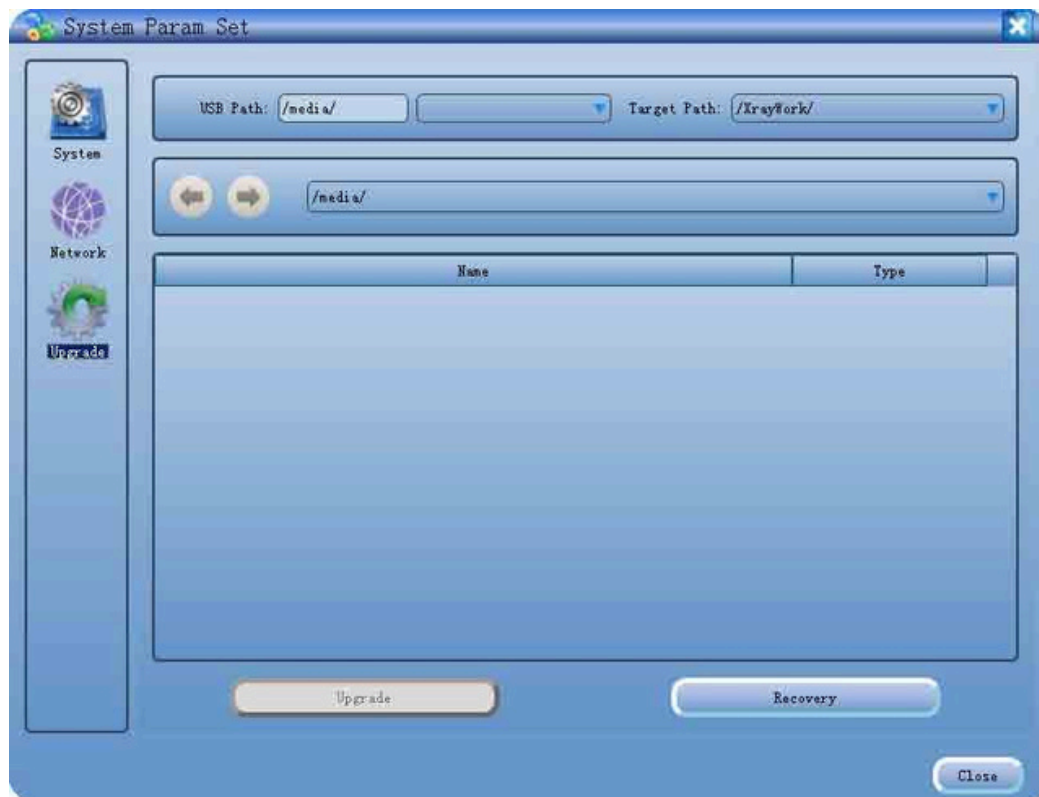 System Param Set
USB Path: /media/ Target Path: /XrayWork/
System
/media/
Network
Name Type
Upgrade
Upgrade Recovery
Close